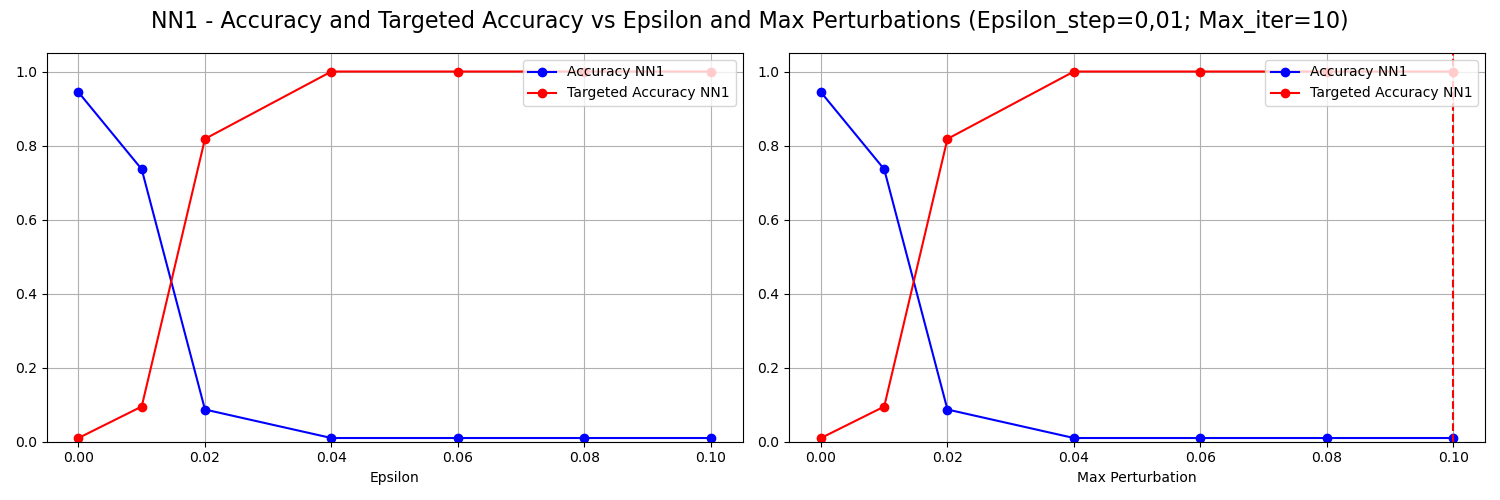 NN1 - Accuracy and Targeted Accuracy vs Epsilon and Max Perturbations (Epsilon_step=0,01; Max_iter=10)
1.0
0.8
0.6
0.4
0.2
0.0
Accuracy NN1
Targeted Accuracy NN1
0.00 0.02 0.04 0.06 0.08 0.10
Epsilon
1.0
0.8
0.6
0.4
0.2
0.0
Accuracy NN1
Targeted Accuracy NN1
0.00 0.02 0.04 0.06 0.08 0.10
Max Perturbation